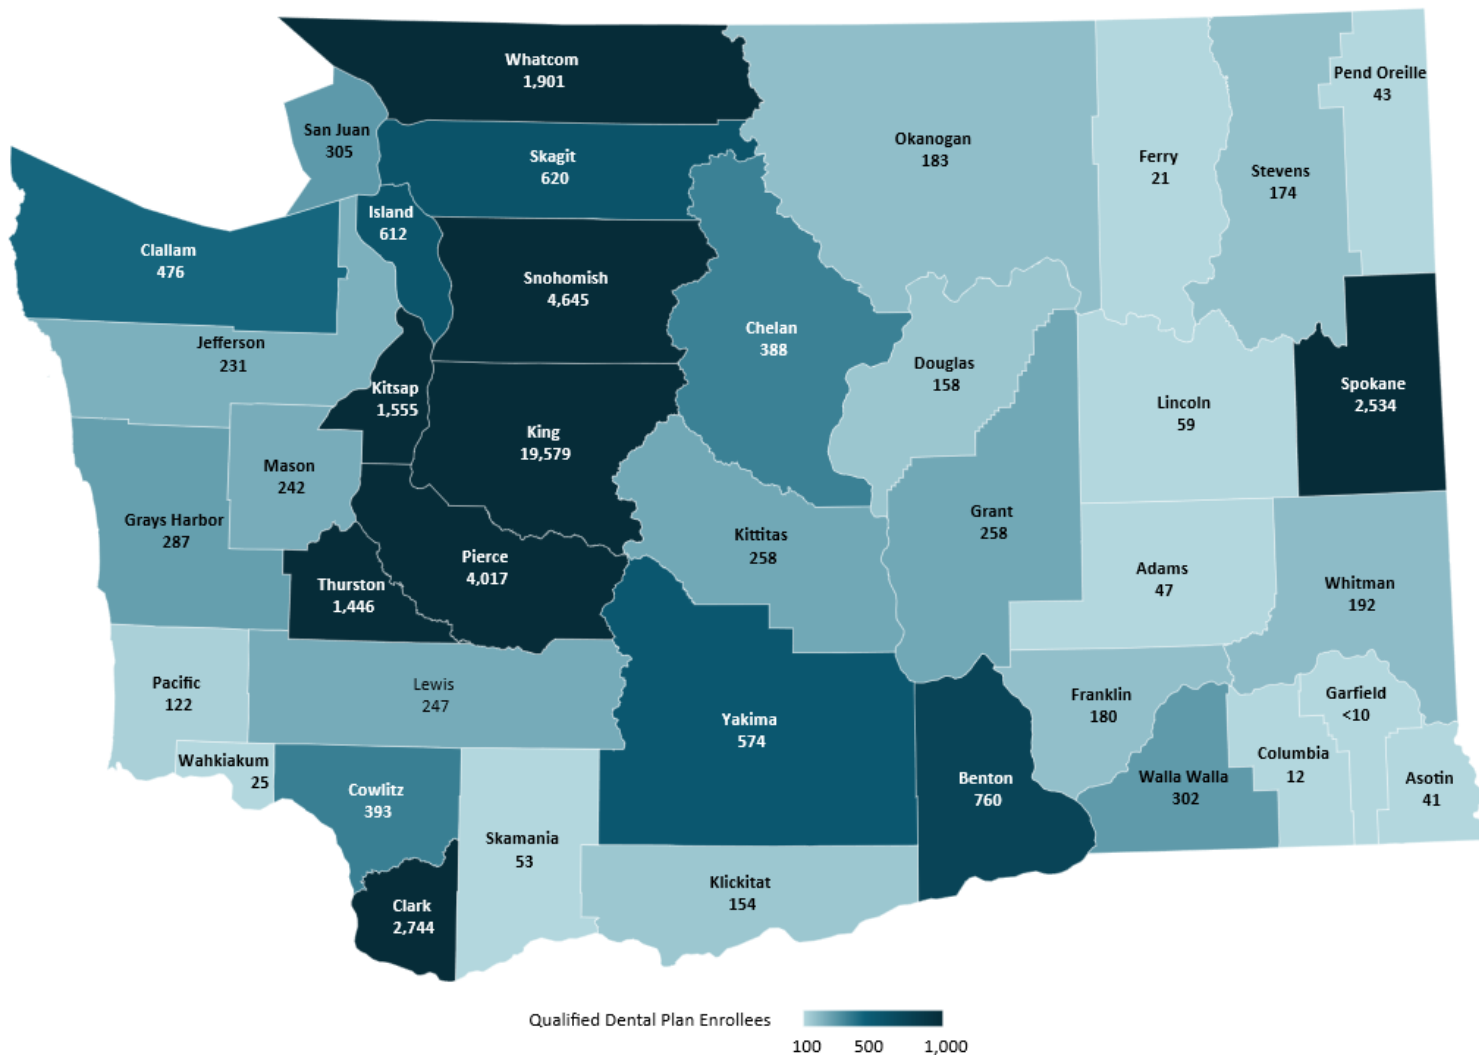 Whatcom
1,901
Pend Oreille
43
San Juan
305
Skagit
620
Okanogan
183
Ferry
21
Stevens
174
Island
612
Clallam
476
Snohomish
4,645
Chelan
388
Jefferson
231
Douglas
158
Kitsap
1,555
Spokane
2,534
Lincoln
59
King
19,579
Mason
242
Grays Harbor
287
Kittitas
258
Grant
258
Pierce
4,017
Thurston
1,446
Adams
47
Whitman
192
Pacific
122
Lewis
247
Yakima
574
Franklin
180
Garfield
<10
Wahkiakum
25
Cowlitz
393
Benton
760
Walla Walla
302
Columbia
12
Asotin
41
Skamania
53
Klickitat
154
Clark
2,744
Qualified Dental Plan Enrollees
100 500 1,000